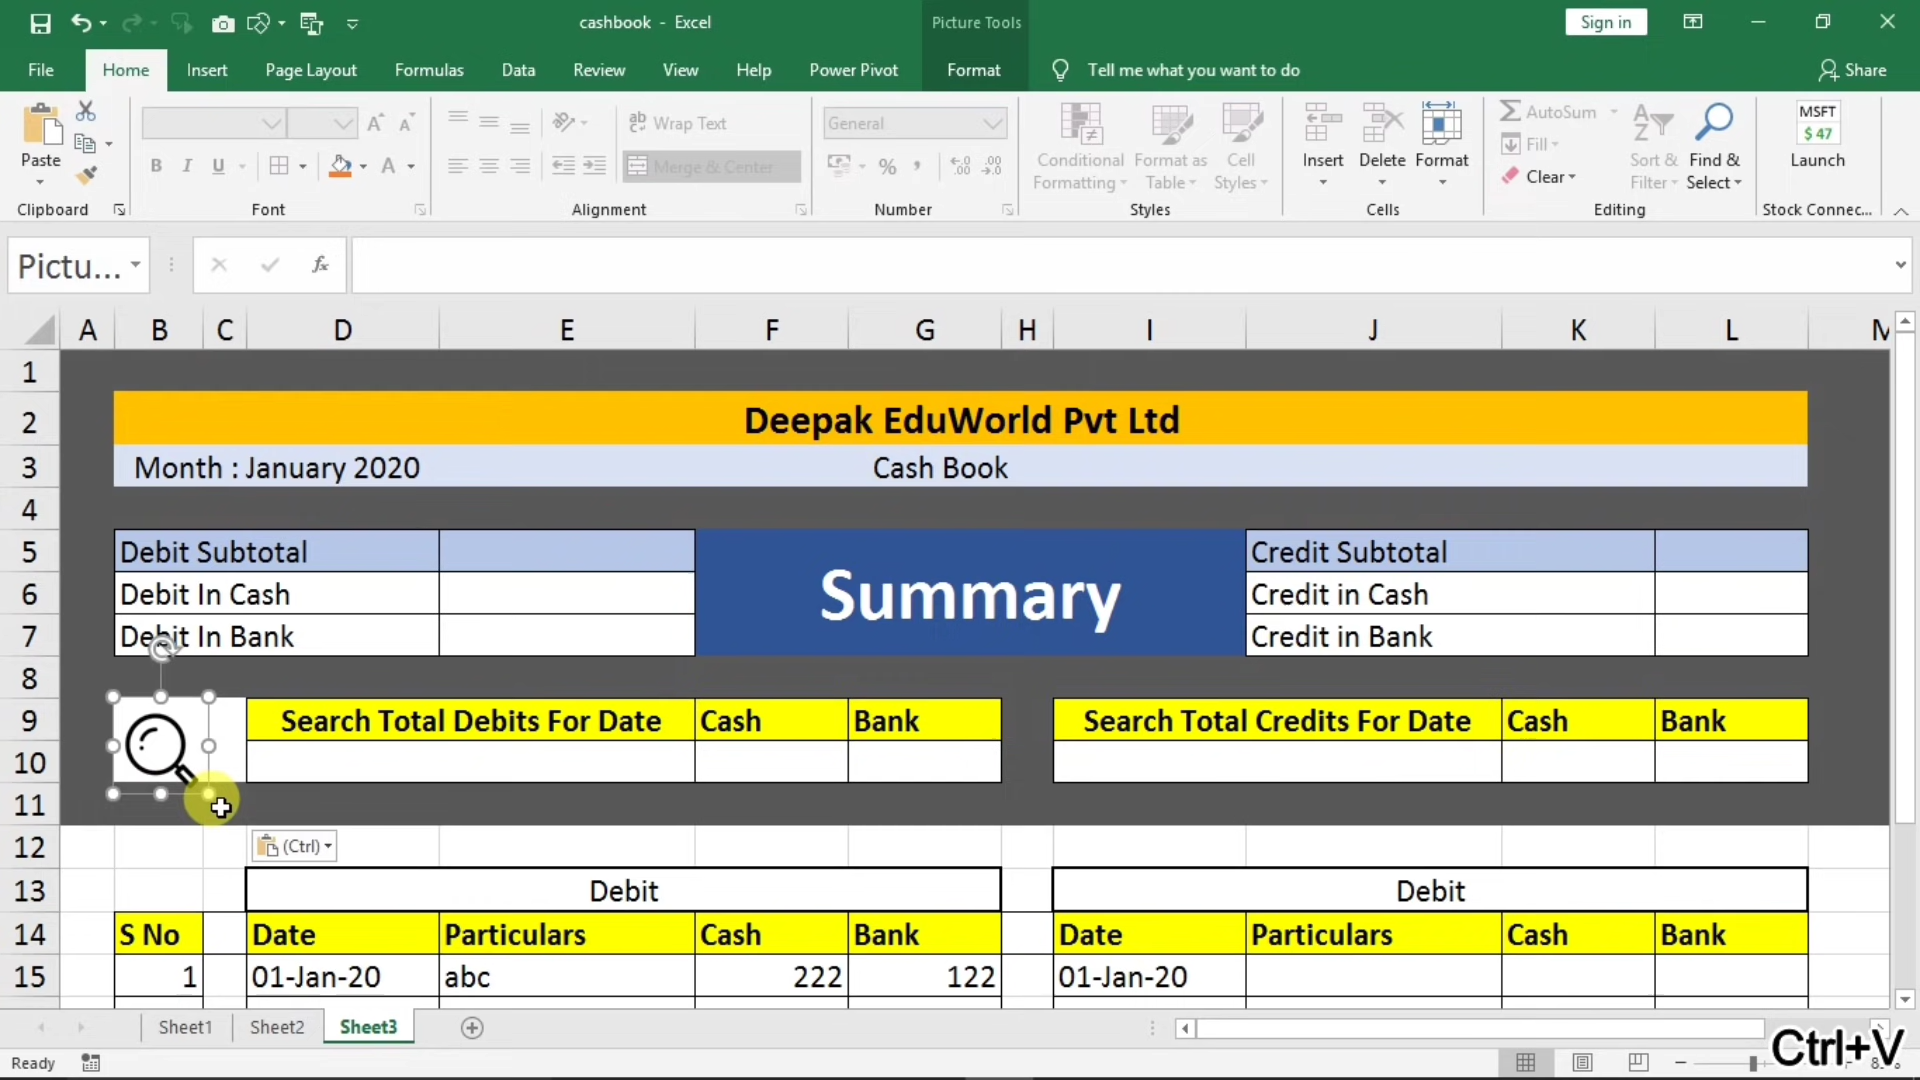 cashbook - Excel
Picture Tools
Sign in
File Home Insert Page Layout Formulas Data Review View Help Power Pivot Format Tell me what you want to do Share
Paste
Clipboard
B I U
A
Font
Wrap Text
Merge & Center
Alignment
General
%
Number
Conditional Formatting
Format as Table
Cell Styles
Styles
Insert
Delete
Format
Cells
AutoSum
Fill
Clear
Sort & Filter
Find & Select
Editing
MSFT
$ 47
Launch
Stock Connec...
Pictu...
fx
A B C D E F G H I J K L M
1
2 Deepak EduWorld Pvt Ltd
3 Month : January 2020 Cash Book
4
5 Debit Subtotal Summary Credit Subtotal
6 Debit In Cash Credit in Cash
7 Debit In Bank Credit in Bank
8
9 Search Total Debits For Date Cash Bank Search Total Credits For Date Cash Bank
10
11
12 (Ctrl)
13 Debit Debit
14 S No Date Particulars Cash Bank Date Particulars Cash Bank
15 1 01-Jan-20 abc 222 122 01-Jan-20
Sheet1 Sheet2 Sheet3
Ready
Ctrl+V